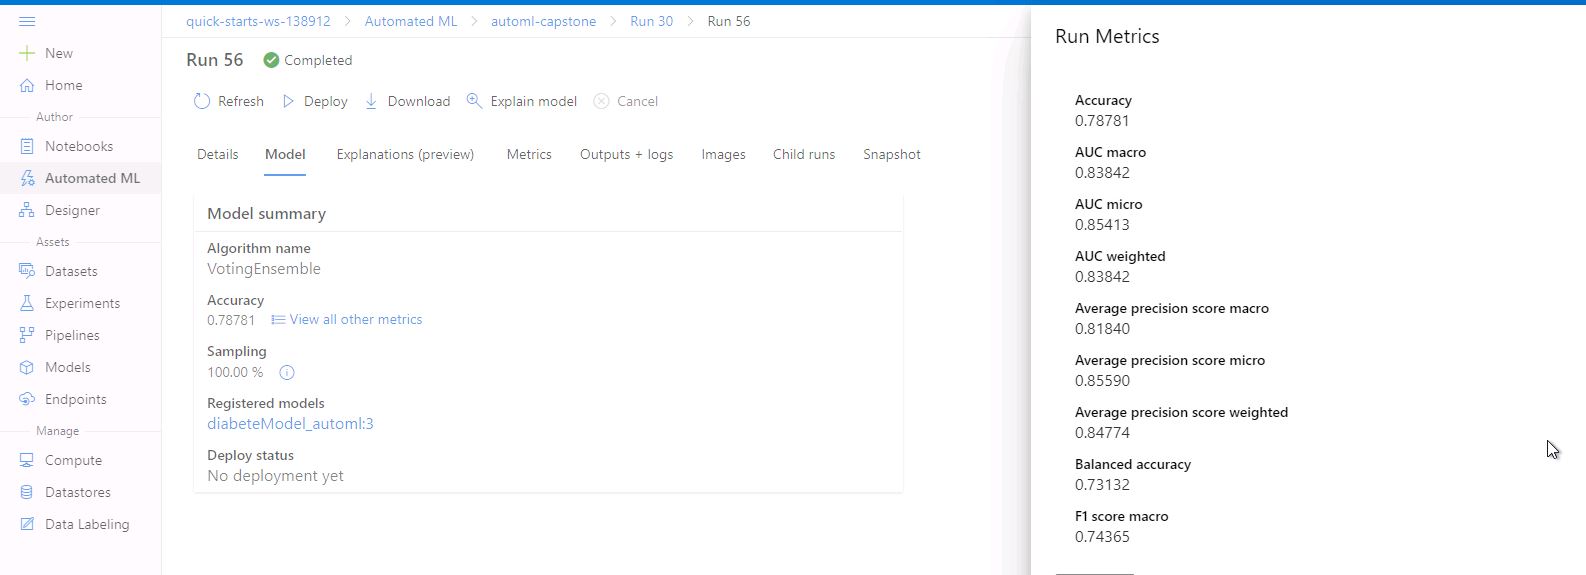 quick-starts-ws-138912 > Automated ML > automl-capstone > Run 30 > Run 56
New
Home
Author
Notebooks
Automated ML
Designer
Assets
Datasets
Experiments
Pipelines
Models
Endpoints
Manage
Compute
Datastores
Data Labeling
Run 56 Completed
Refresh Deploy Download Explain model Cancel
Details Model Explanations (preview) Metrics Outputs + logs Images Child runs Snapshot
Model summary
Algorithm name
VotingEnsemble
Accuracy
0.78781 View all other metrics
Sampling
100.00 %
Registered models
diabeteModel_automl:3
Deploy status
No deployment yet
Run Metrics
Accuracy
0.78781
AUC macro
0.83842
AUC micro
0.85413
AUC weighted
0.83842
Average precision score macro
0.81840
Average precision score micro
0.85590
Average precision score weighted
0.84774
Balanced accuracy
0.73132
F1 score macro
0.74365